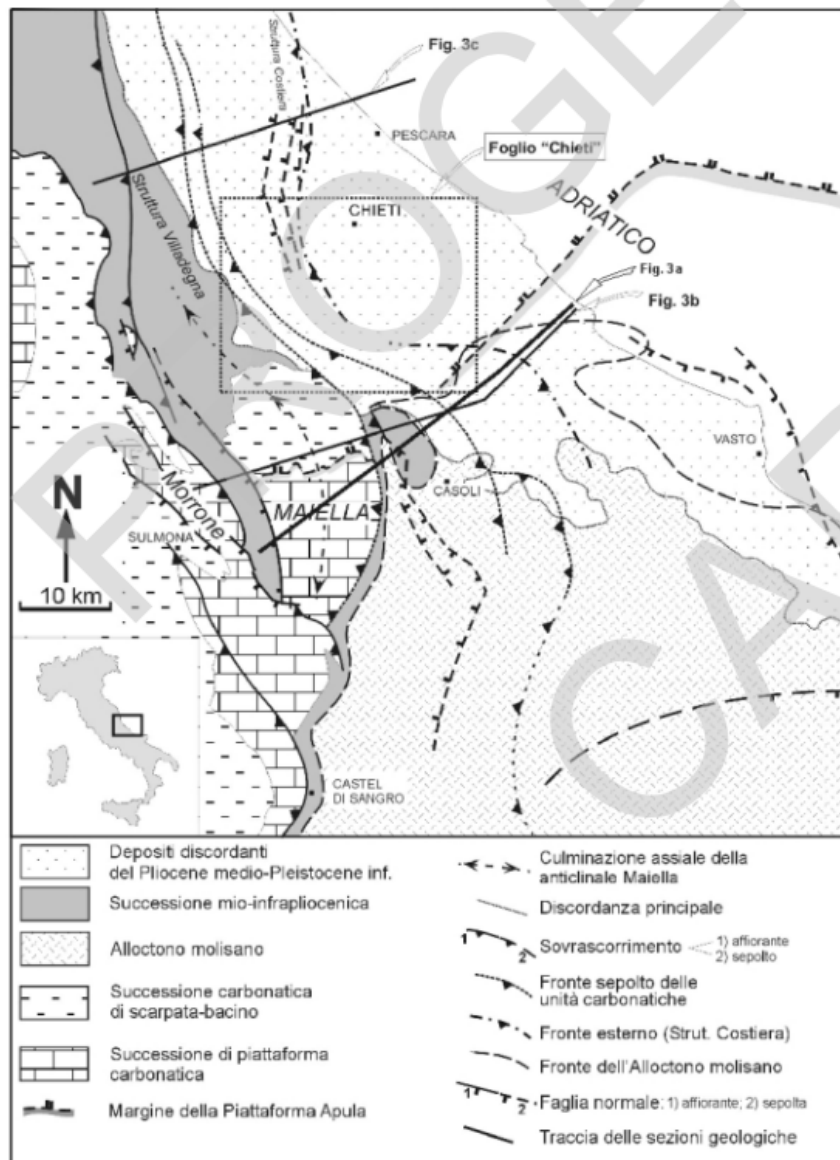 Fig. 3c
Struttura Costiera
PESCARA
Foglio "Chieti"
CHIETI
ADRIATICO
Struttura Villadegna
Fig. 3a
Fig. 3b
VASTO
CASOLI
Morrone
MAIELLA
SULMONA
N
10 km
CASTEL
DI SANGRO
Depositi discordanti
del Pliocene medio-Pleistocene inf.
Successione mio-infrapliocenica
Alloctono molisano
Successione carbonatica
di scarpata-bacino
Successione di piattaforma
carbonatica
Margine della Piattaforma Apula
Culminazione assiale della
anticlinale Maiella
Discordanza principale
1 2 Sovrascorrimento 1) affiorante
2) sepolto
Fronte sepolto delle
unità carbonatiche
Fronte esterno (Strut. Costiera)
Fronte dell'Alloctono molisano
1 2 Faglia normale: 1) affiorante; 2) sepolta
Traccia delle sezioni geologiche